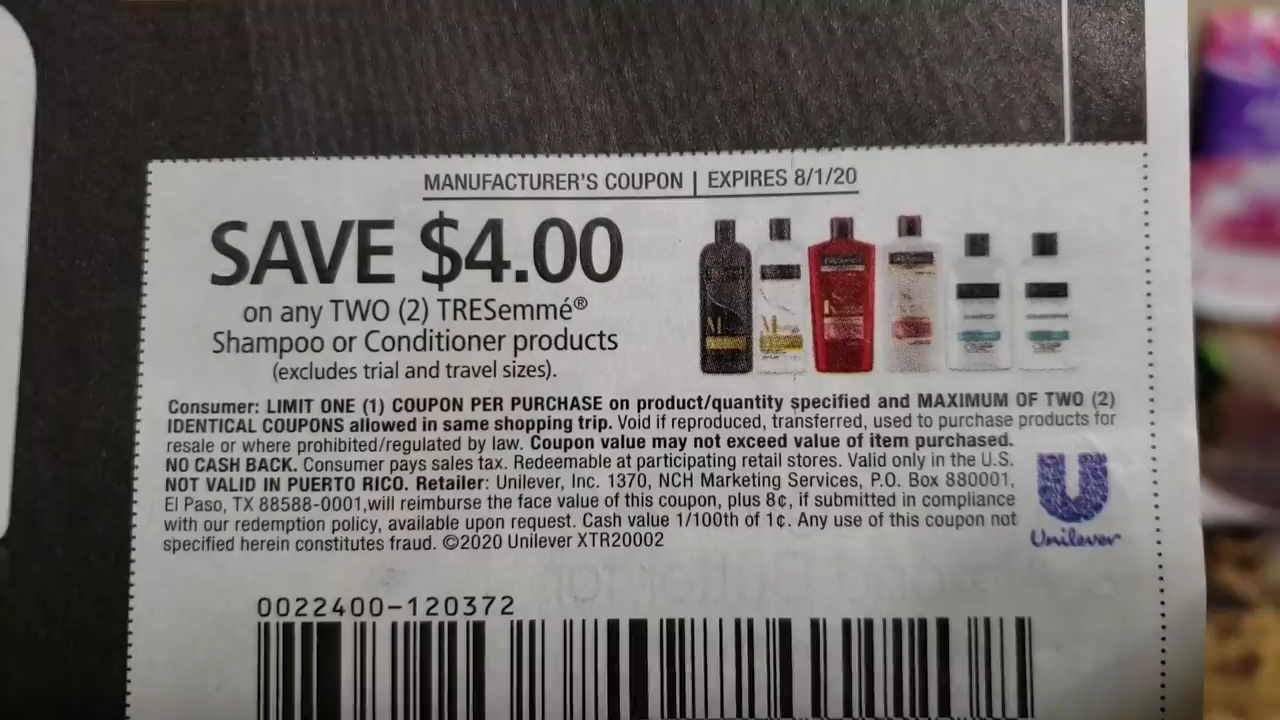 MANUFACTURER'S COUPON | EXPIRES 8/1/20
SAVE $4.00
on any TWO (2) TRESemmé®
Shampoo or Conditioner products
(excludes trial and travel sizes).
Consumer: LIMIT ONE (1) COUPON PER PURCHASE on product/quantity specified and MAXIMUM OF TWO (2)
IDENTICAL COUPONS allowed in same shopping trip. Void if reproduced, transferred, used to purchase products for
resale or where prohibited/regulated by law. Coupon value may not exceed value of item purchased.
NO CASH BACK. Consumer pays sales tax. Redeemable at participating retail stores. Valid only in the U.S.
NOT VALID IN PUERTO RICO. Retailer: Unilever, Inc. 1370, NCH Marketing Services, P.O. Box 880001,
El Paso, TX 88588-0001,will reimburse the face value of this coupon, plus 8¢, if submitted in compliance
with our redemption policy, available upon request. Cash value 1/100th of 1¢. Any use of this coupon not
specified herein constitutes fraud. ©2020 Unilever XTR20002
Unilever
0022400-120372